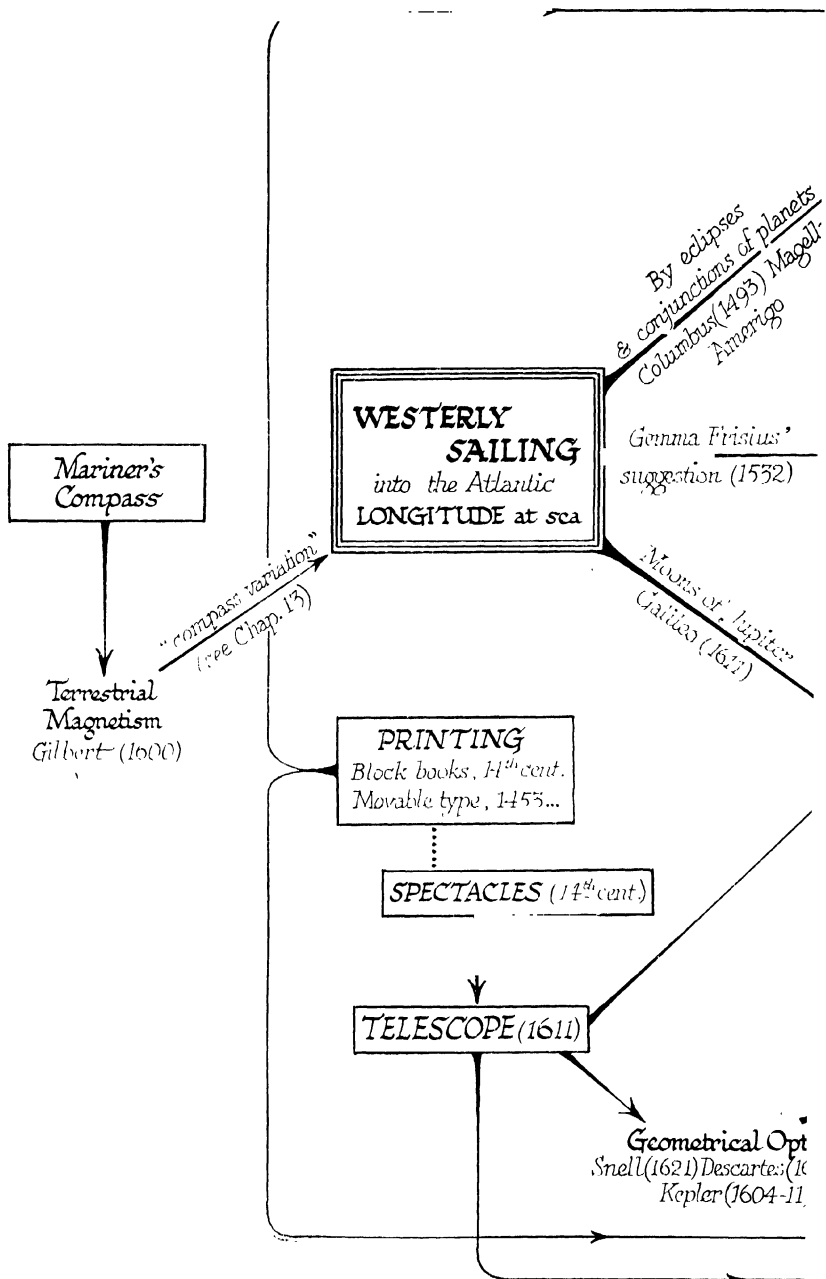 By eclipses
& conjunctions of planets
Columbus (1493) Magell-
Amerigo
WESTERLY
SAILING
into the Atlantic
LONGITUDE at sea
Gemma Frisius'
suggestion (1532)
Mariner's
Compass
"compass variation"
(see Chap. 13)
Moons of Jupiter
Galileo (1611)
Terrestrial
Magnetism
Gilbert (1600)
PRINTING
Block books, 14th cent.
Movable type, 1453...
SPECTACLES (14th cent.)
TELESCOPE (1611)
Geometrical Opt
Snell (1621) Descartes (16
Kepler (1604-11)